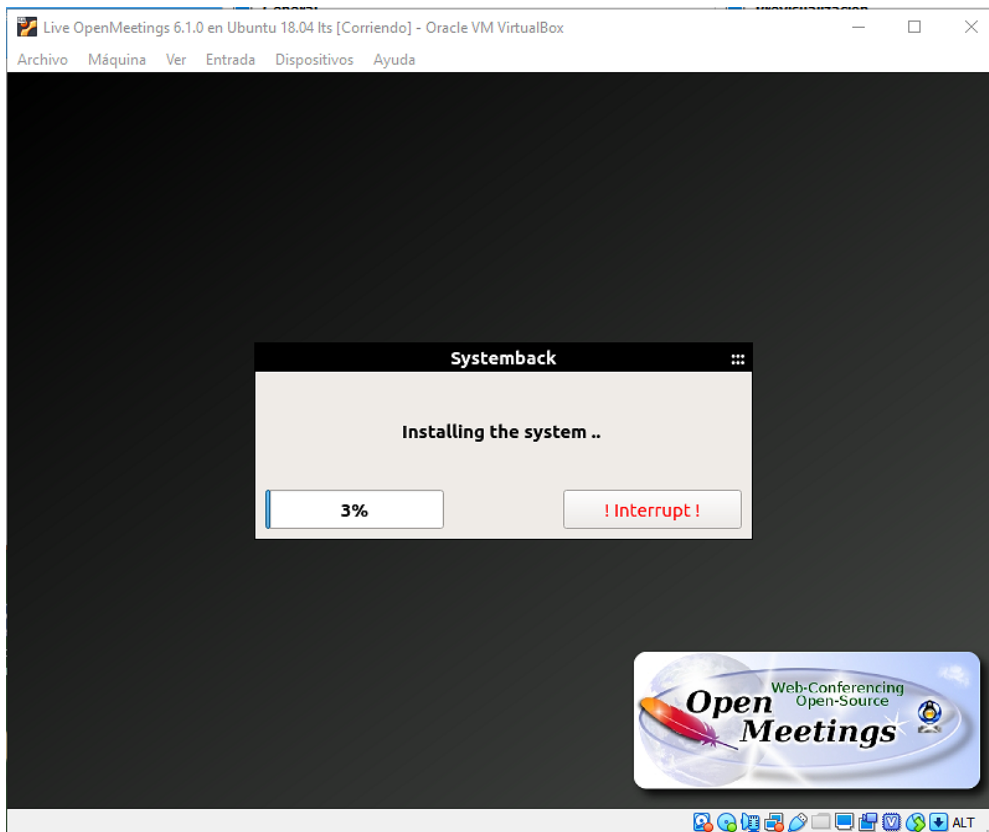 Live OpenMeetings 6.1.0 en Ubuntu 18.04 lts [Corriendo] - Oracle VM VirtualBox
Archivo Máquina Ver Entrada Dispositivos Ayuda
Systemback
Installing the system ..
3% ! Interrupt !
Web-Conferencing
Open-Source
Open
Meetings
ALT